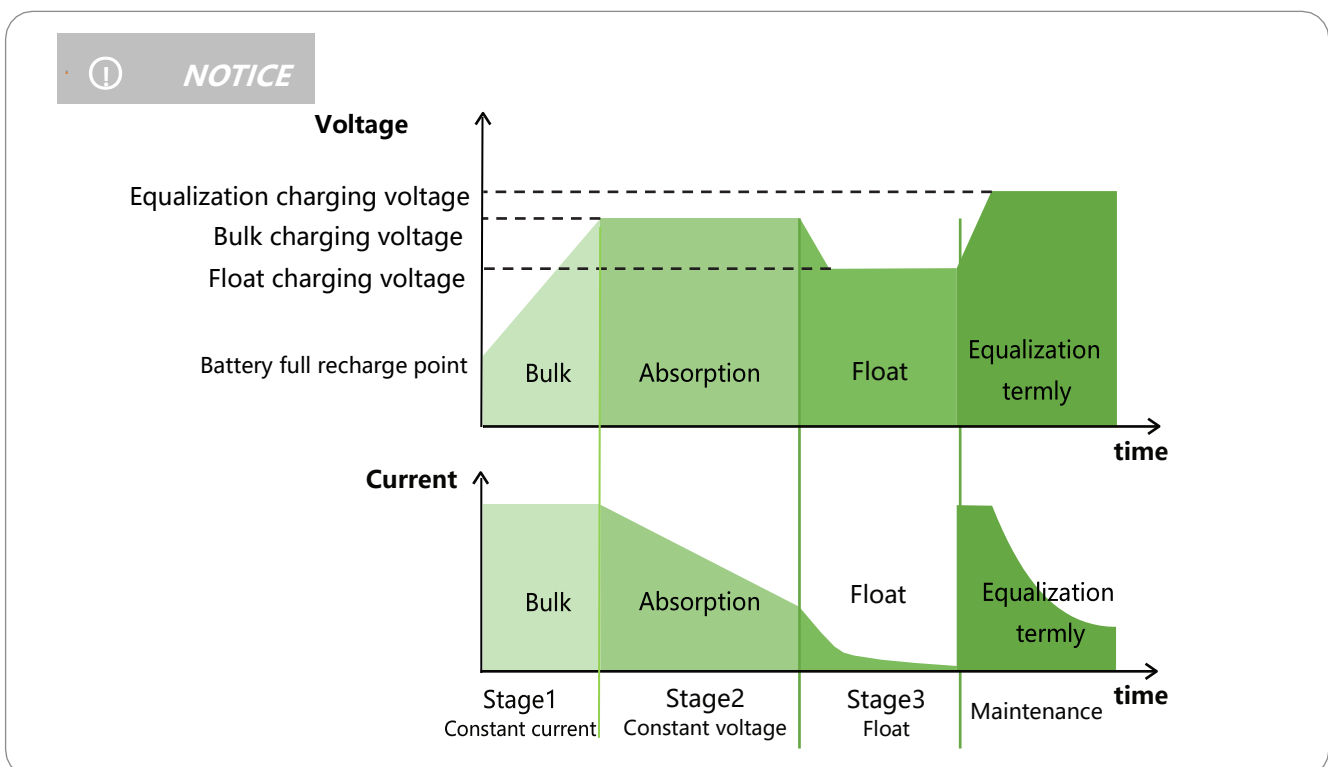 NOTICE
Voltage
Equalization charging voltage
Bulk charging voltage
Float charging voltage
Battery full recharge point
Bulk
Absorption
Float
Equalization
termly
time
Current
Bulk
Absorption
Float
Equalization
termly
time
Stage1
Constant current
Stage2
Constant voltage
Stage3
Float
Maintenance